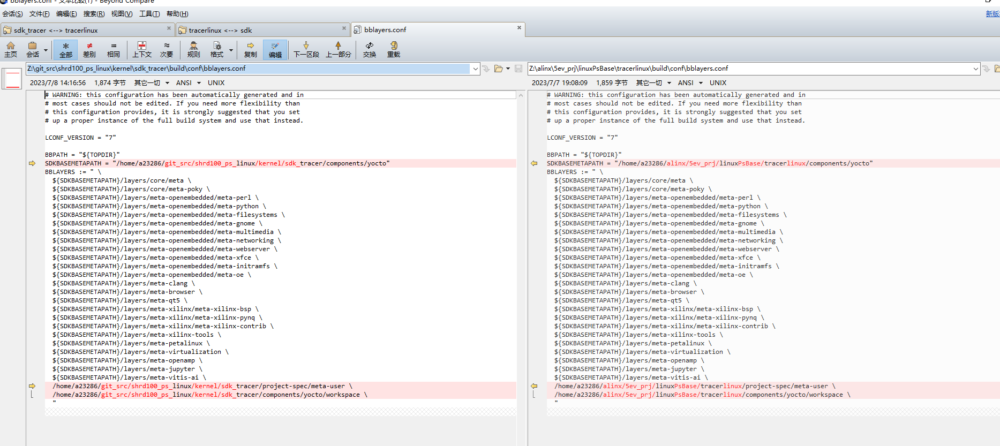 bblayers.conf - 文本比较(1) - Beyond Compare
会话(S) 文件(F) 编辑(E) 搜索(R) 视图(V) 工具(T) 帮助(H) 新版
sdk_tracer <--> tracerlinux
tracerlinux <--> sdk
bblayers.conf
主页 会话 全部 差别 相同 上下文 次要 规则 格式 复制 编辑 下一区段 上一部分 交换 重载
Z:\git_src\shrd100_ps_linux\kernel\sdk_tracer\build\conf\bblayers.conf
2023/7/8 14:16:56 1,874 字节 其它一切 ANSI UNIX
# WARNING: this configuration has been automatically generated and in
# most cases should not be edited. If you need more flexibility than
# this configuration provides, it is strongly suggested that you set
# up a proper instance of the full build system and use that instead.
LCONF_VERSION = "7"
BBPATH = "${TOPDIR}"
SDKBASEMETAPATH = "/home/a23286/git_src/shrd100_ps_linux/kernel/sdk_tracer/components/yocto"
BBLAYERS := " \
${SDKBASEMETAPATH}/layers/core/meta \
${SDKBASEMETAPATH}/layers/core/meta-poky \
${SDKBASEMETAPATH}/layers/meta-openembedded/meta-perl \
${SDKBASEMETAPATH}/layers/meta-openembedded/meta-python \
${SDKBASEMETAPATH}/layers/meta-openembedded/meta-filesystems \
${SDKBASEMETAPATH}/layers/meta-openembedded/meta-gnome \
${SDKBASEMETAPATH}/layers/meta-openembedded/meta-multimedia \
${SDKBASEMETAPATH}/layers/meta-openembedded/meta-networking \
${SDKBASEMETAPATH}/layers/meta-openembedded/meta-webserver \
${SDKBASEMETAPATH}/layers/meta-openembedded/meta-xfce \
${SDKBASEMETAPATH}/layers/meta-openembedded/meta-initramfs \
${SDKBASEMETAPATH}/layers/meta-openembedded/meta-oe \
${SDKBASEMETAPATH}/layers/meta-clang \
${SDKBASEMETAPATH}/layers/meta-browser \
${SDKBASEMETAPATH}/layers/meta-qt5 \
${SDKBASEMETAPATH}/layers/meta-xilinx/meta-xilinx-bsp \
${SDKBASEMETAPATH}/layers/meta-xilinx/meta-xilinx-pynq \
${SDKBASEMETAPATH}/layers/meta-xilinx/meta-xilinx-contrib \
${SDKBASEMETAPATH}/layers/meta-xilinx-tools \
${SDKBASEMETAPATH}/layers/meta-petalinux \
${SDKBASEMETAPATH}/layers/meta-virtualization \
${SDKBASEMETAPATH}/layers/meta-openamp \
${SDKBASEMETAPATH}/layers/meta-jupyter \
${SDKBASEMETAPATH}/layers/meta-vitis-ai \
/home/a23286/git_src/shrd100_ps_linux/kernel/sdk_tracer/project-spec/meta-user \
/home/a23286/git_src/shrd100_ps_linux/kernel/sdk_tracer/components/yocto/workspace \
"
Z:\alinx\5ev_prj\linuxPsBase\tracerlinux\build\conf\bblayers.conf
2023/7/7 19:08:09 1,859 字节 其它一切 ANSI UNIX
# WARNING: this configuration has been automatically generated and in
# most cases should not be edited. If you need more flexibility than
# this configuration provides, it is strongly suggested that you set
# up a proper instance of the full build system and use that instead.
LCONF_VERSION = "7"
BBPATH = "${TOPDIR}"
SDKBASEMETAPATH = "/home/a23286/alinx/5ev_prj/linuxPsBase/tracerlinux/components/yocto"
BBLAYERS := " \
${SDKBASEMETAPATH}/layers/core/meta \
${SDKBASEMETAPATH}/layers/core/meta-poky \
${SDKBASEMETAPATH}/layers/meta-openembedded/meta-perl \
${SDKBASEMETAPATH}/layers/meta-openembedded/meta-python \
${SDKBASEMETAPATH}/layers/meta-openembedded/meta-filesystems \
${SDKBASEMETAPATH}/layers/meta-openembedded/meta-gnome \
${SDKBASEMETAPATH}/layers/meta-openembedded/meta-multimedia \
${SDKBASEMETAPATH}/layers/meta-openembedded/meta-networking \
${SDKBASEMETAPATH}/layers/meta-openembedded/meta-webserver \
${SDKBASEMETAPATH}/layers/meta-openembedded/meta-xfce \
${SDKBASEMETAPATH}/layers/meta-openembedded/meta-initramfs \
${SDKBASEMETAPATH}/layers/meta-openembedded/meta-oe \
${SDKBASEMETAPATH}/layers/meta-clang \
${SDKBASEMETAPATH}/layers/meta-browser \
${SDKBASEMETAPATH}/layers/meta-qt5 \
${SDKBASEMETAPATH}/layers/meta-xilinx/meta-xilinx-bsp \
${SDKBASEMETAPATH}/layers/meta-xilinx/meta-xilinx-pynq \
${SDKBASEMETAPATH}/layers/meta-xilinx/meta-xilinx-contrib \
${SDKBASEMETAPATH}/layers/meta-xilinx-tools \
${SDKBASEMETAPATH}/layers/meta-petalinux \
${SDKBASEMETAPATH}/layers/meta-virtualization \
${SDKBASEMETAPATH}/layers/meta-openamp \
${SDKBASEMETAPATH}/layers/meta-jupyter \
${SDKBASEMETAPATH}/layers/meta-vitis-ai \
/home/a23286/alinx/5ev_prj/linuxPsBase/tracerlinux/project-spec/meta-user \
/home/a23286/alinx/5ev_prj/linuxPsBase/tracerlinux/components/yocto/workspace \
"